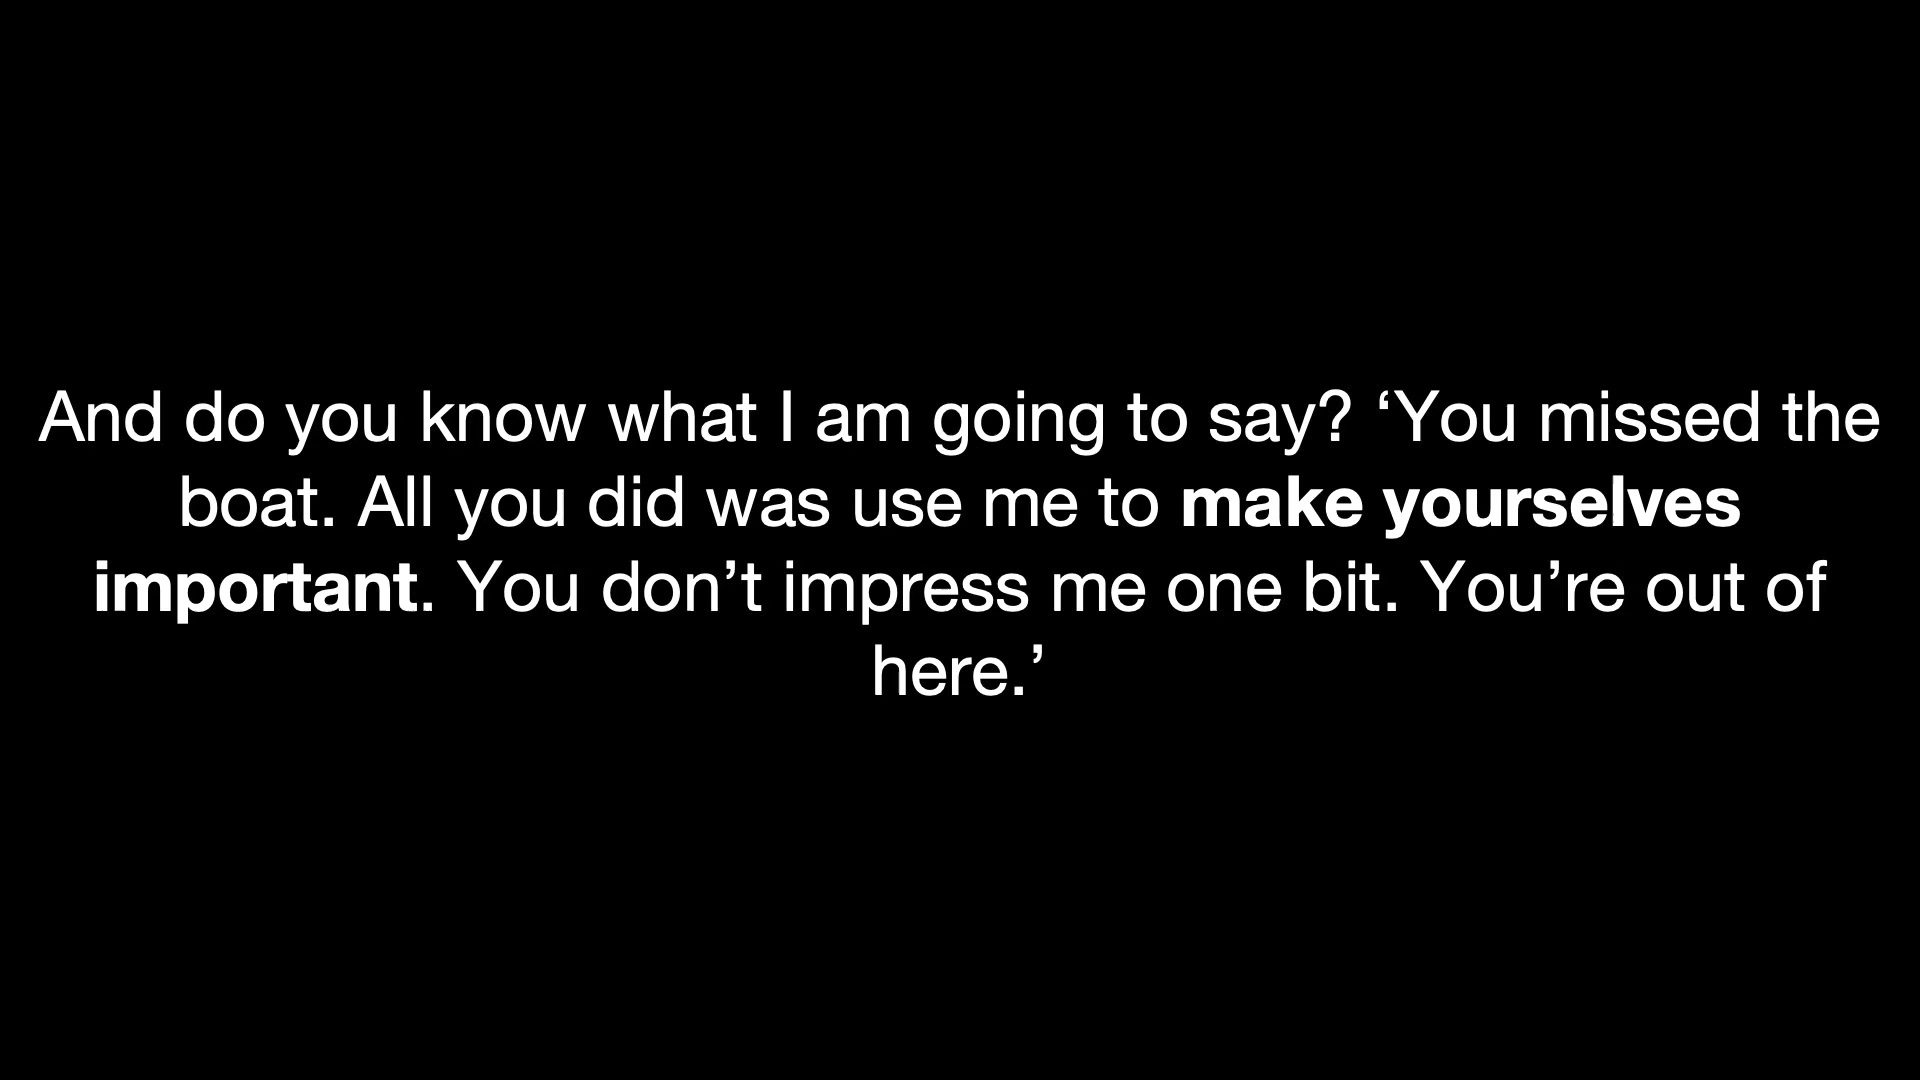 And do you know what I am going to say? ‘You missed the
boat. All you did was use me to make yourselves
important. You don’t impress me one bit. You’re out of
here.’